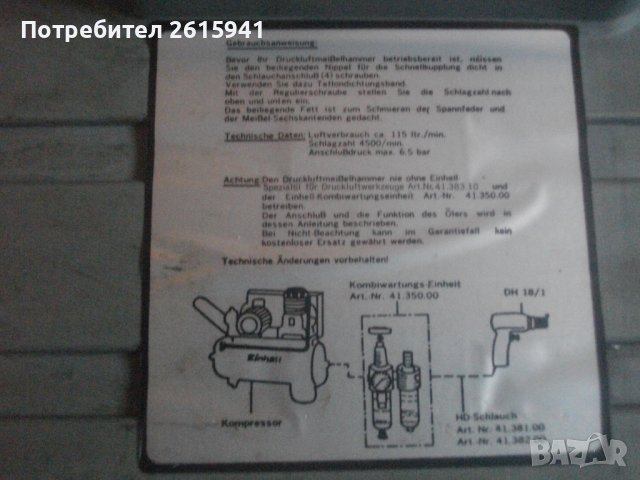 Потребител 2615941
Gebrauchsanweisung:
Bevor Ihr Druckluftmeißelhammer betriebsbereit ist, müssen
Sie den beiliegenden Nippel für die Schnellkupplung dicht in
den Schlauchanschluß (4) schrauben.
Verwenden Sie dazu Teflondichtungsband.
Mit der Regulierschraube stellen Sie die Schlagzahl nach
oben und unten ein.
Das beiliegende Fett ist zum Schmieren der Spannfeder und
der Meißel-Sechskantenden gedacht.
Technische Daten: Luftverbrauch ca. 115 ltr./min.
Schlagzahl 4500/min.
Anschlußdruck max. 6,5 bar
Achtung: Den Druckluftmeißelhammer nie ohne Einhell
Spezialöl für Druckluftwerkzeuge Art.Nr. 41.383.10 und
der Einhell-Kombiwartungseinheit Art.-Nr. 41.350.00
betreiben.
Der Anschluß und die Funktion des Ölers wird in
dessen Anleitung beschrieben.
Bei Nicht-Beachtung kann im Garantiefall kein
kostenloser Ersatz gewährt werden.
Technische Änderungen vorbehalten!
Kombiwartungs-Einheit
Art.-Nr. 41.350.00
DH 18/1
Einhell
Kompressor
HD-Schlauch
Art. Nr. 41.381.00
Art. Nr. 41.382
bazar